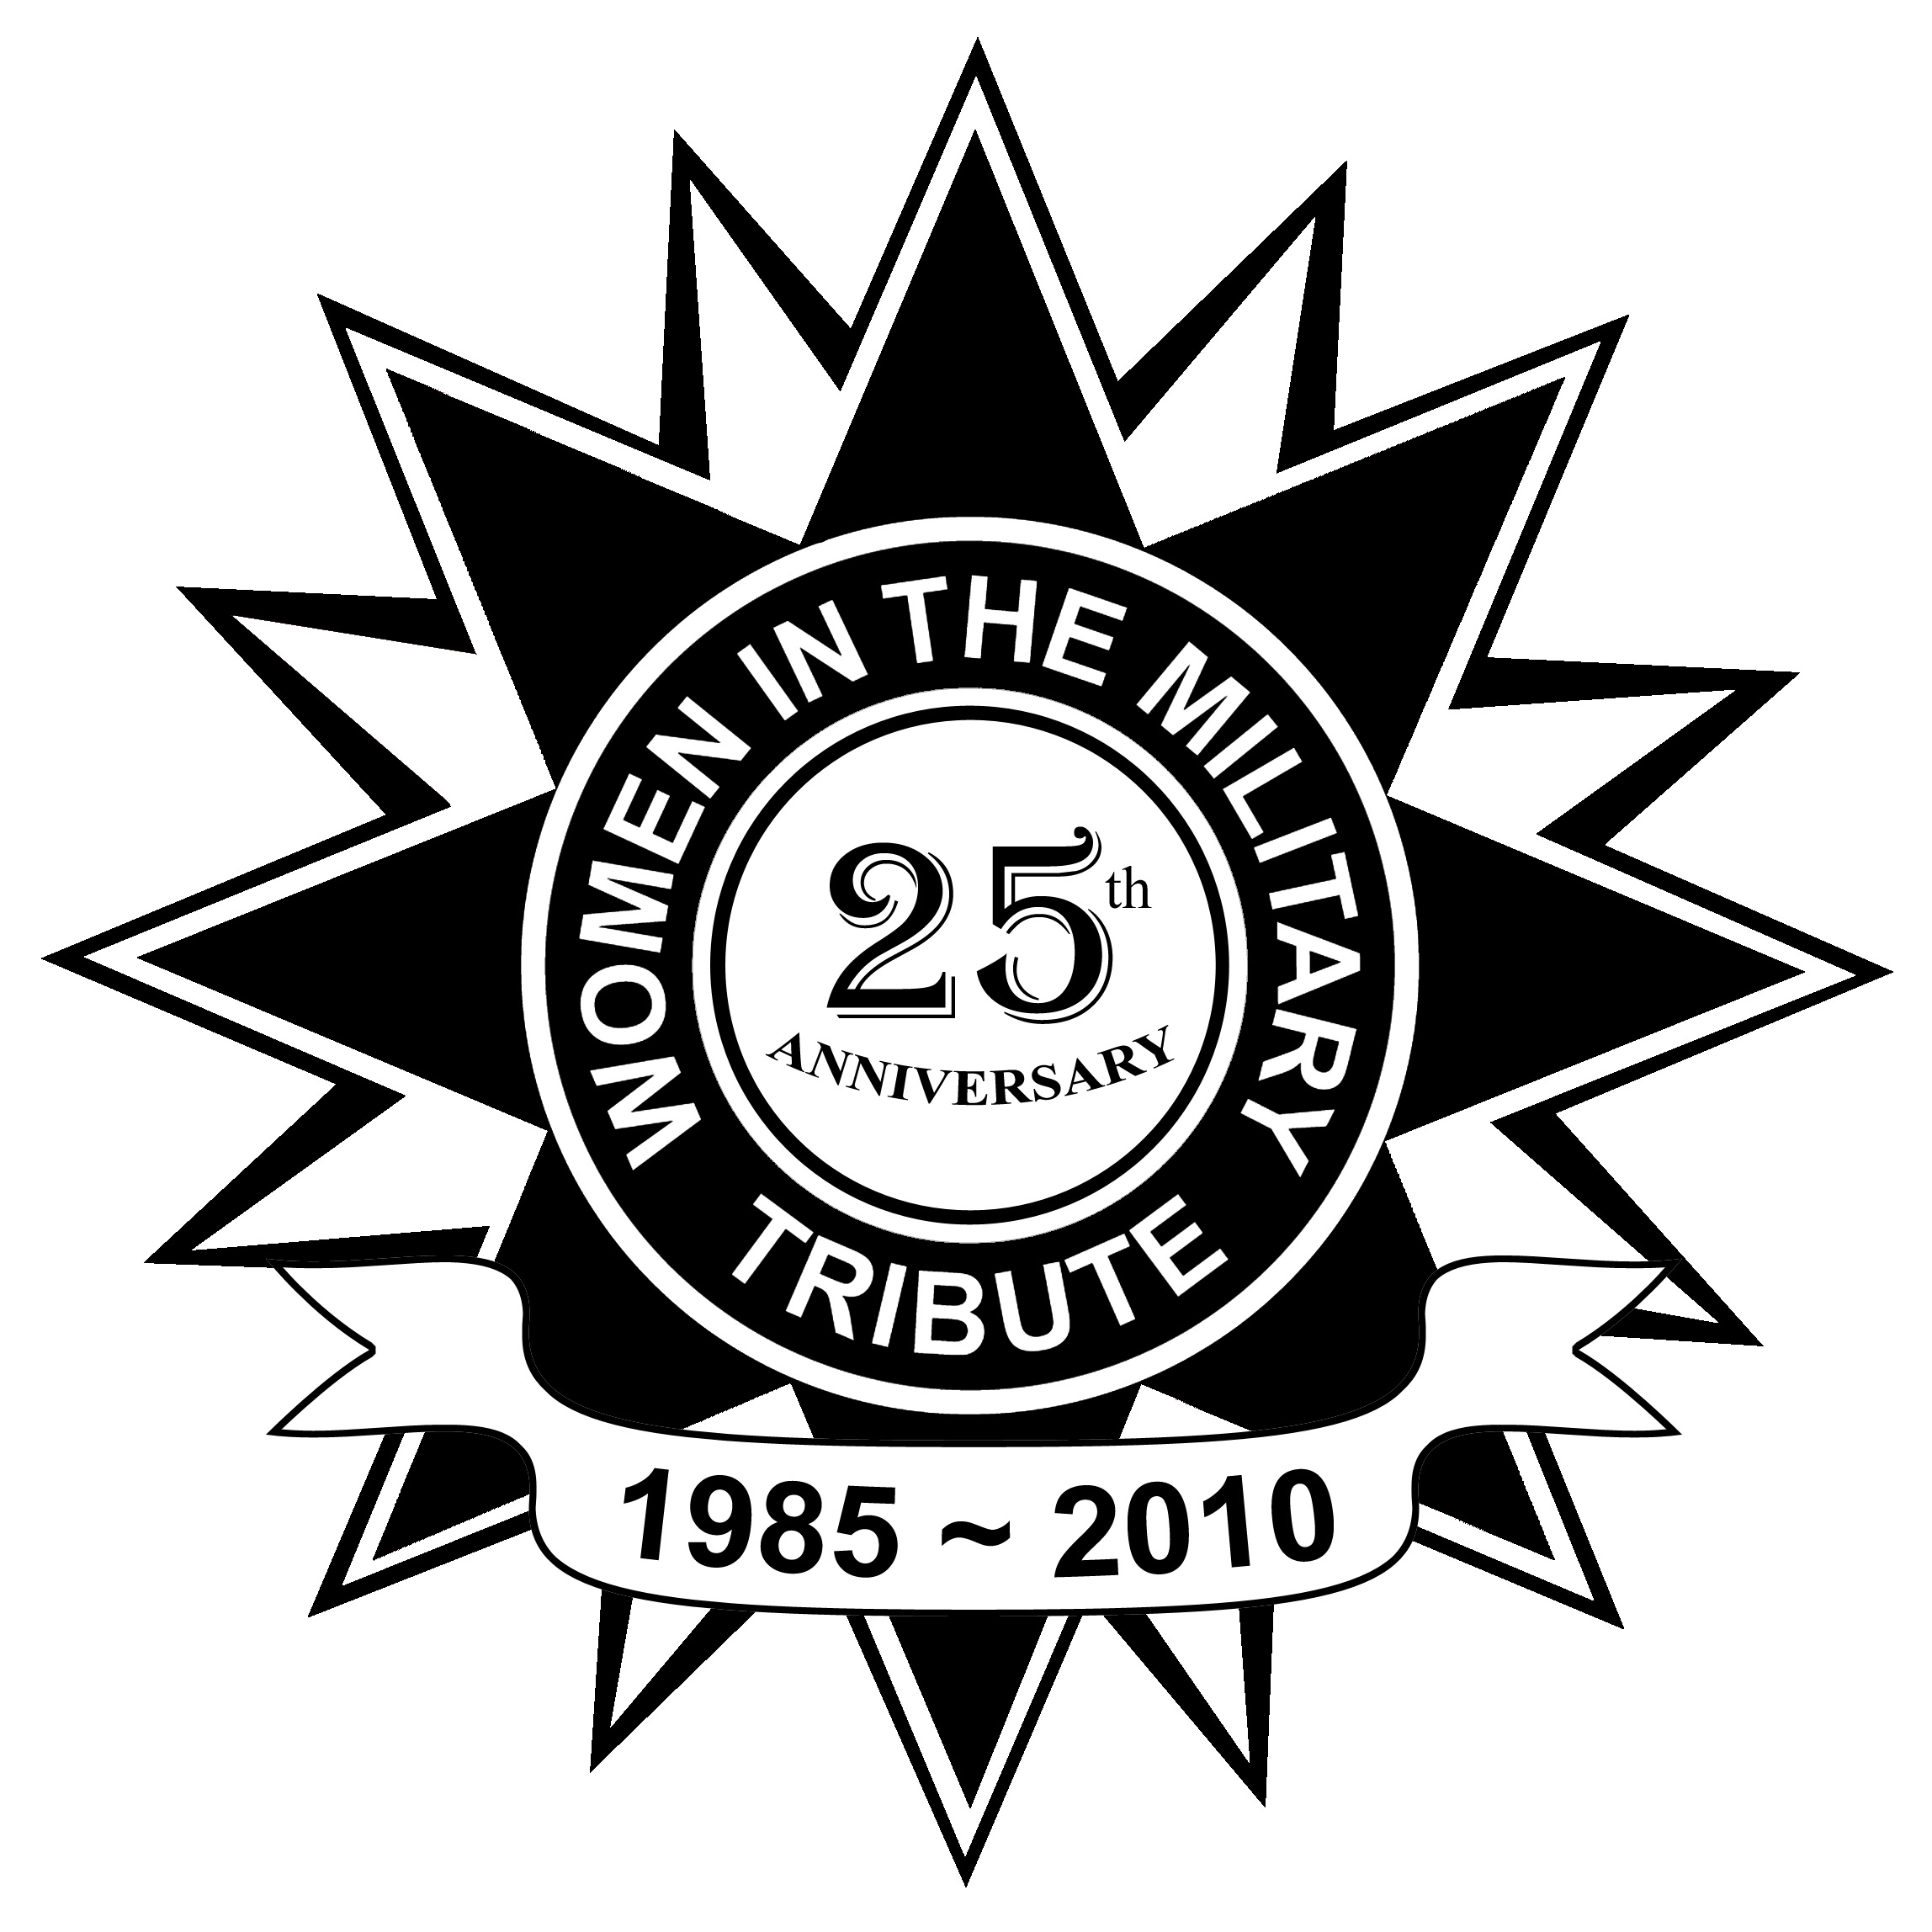 WOMEN IN THE MILITARY
25th
ANNIVERSARY
TRIBUTE
1985 ~ 2010